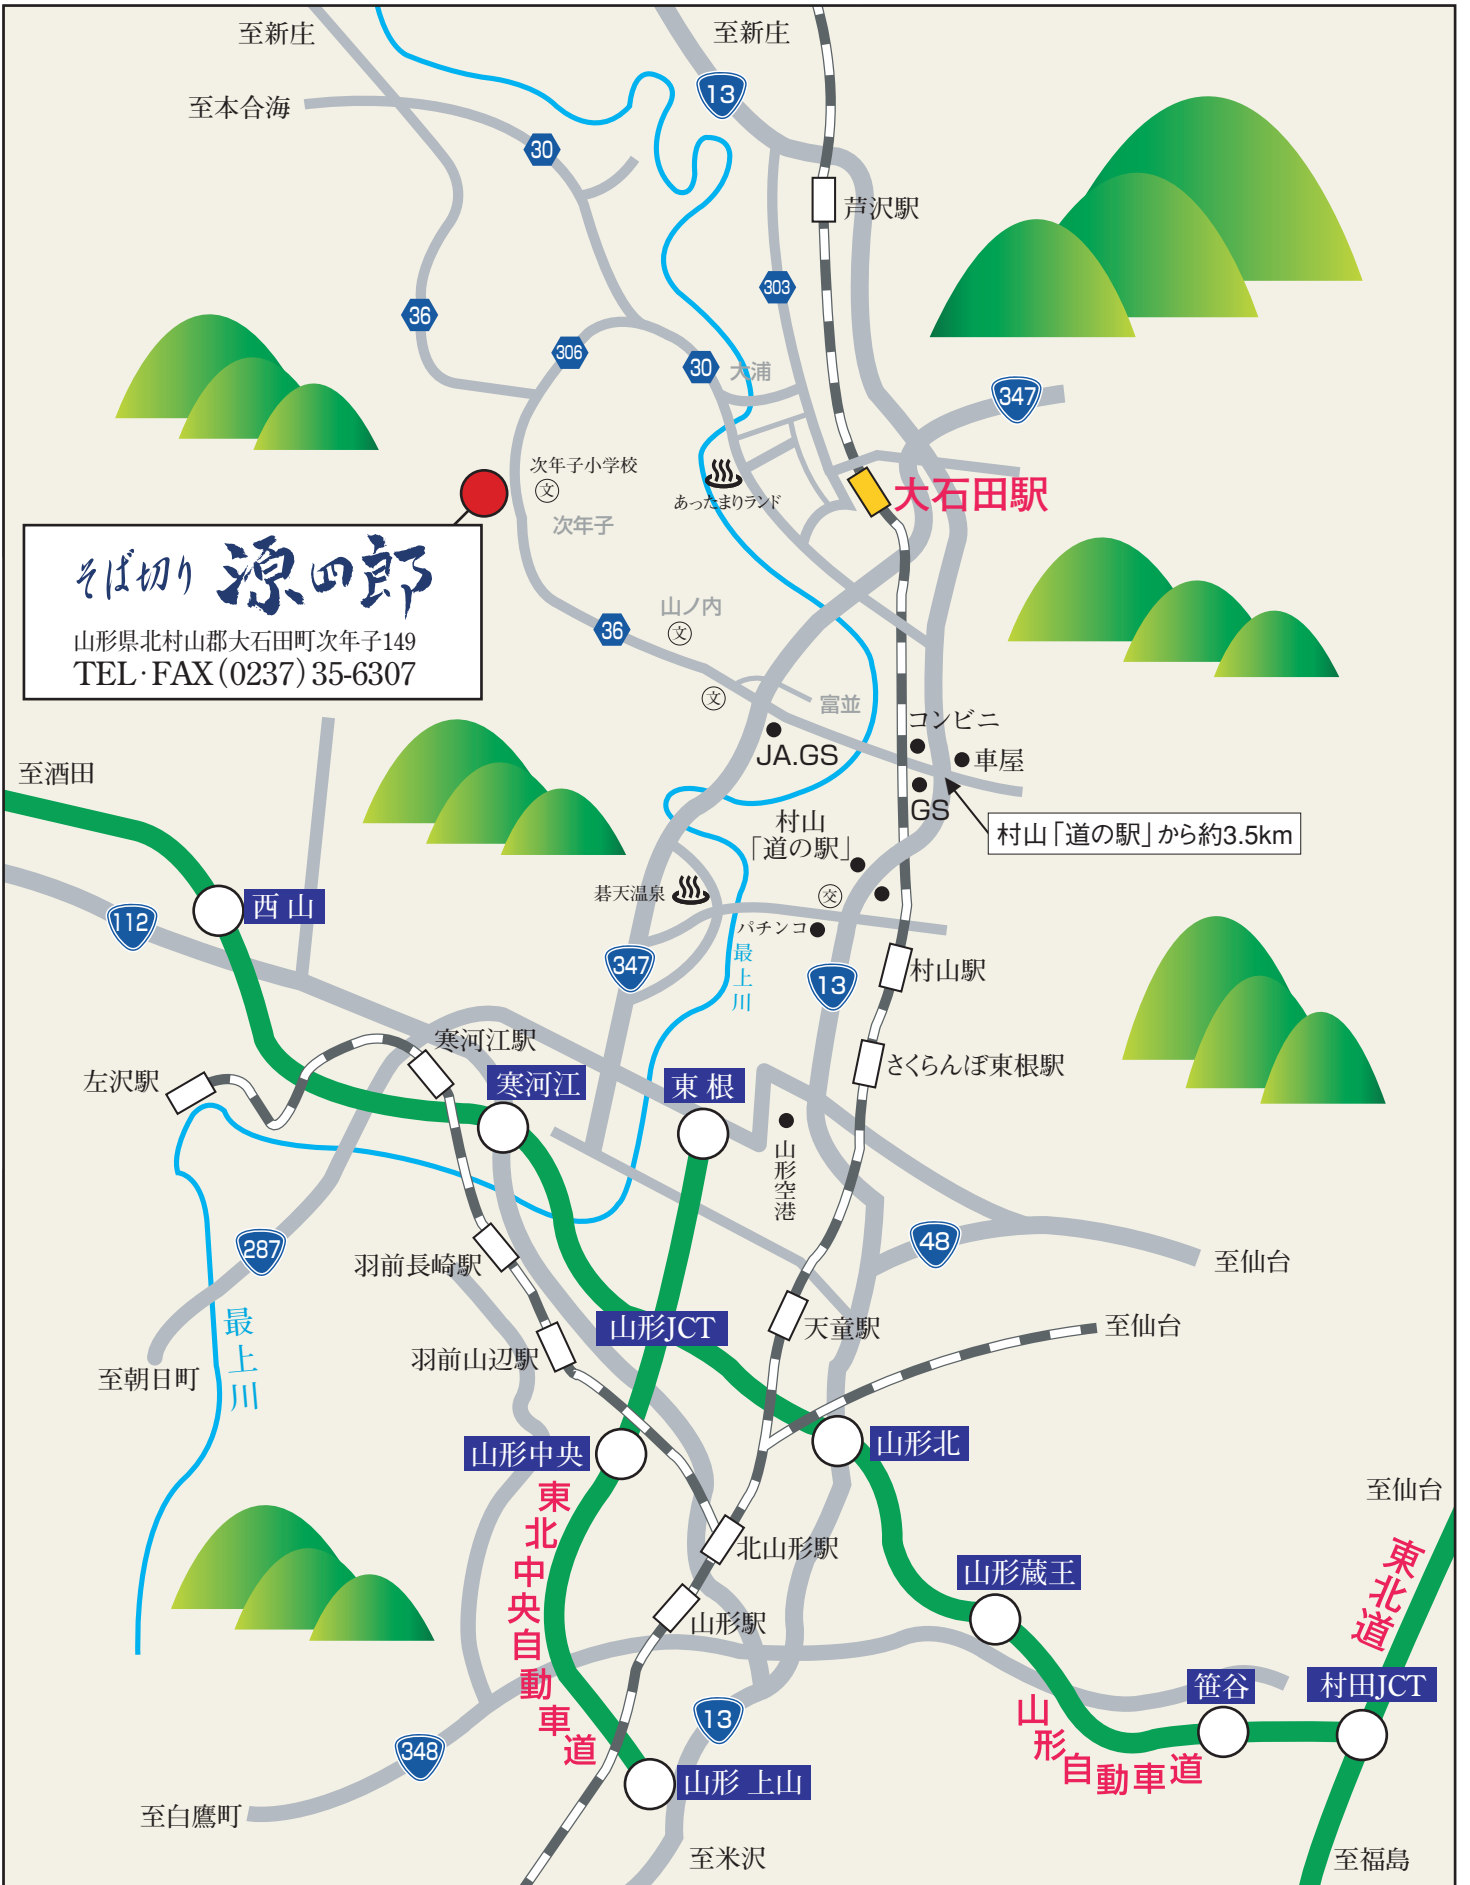 至新庄
至新庄
13
至本合海
30
芦沢駅
303
36
306
30
大浦
347
次年子小学校
文
次年子
あったまりランド
大石田駅
そば切り 源四郎
山形県北村山郡大石田町次年子149
TEL・FAX(0237)35-6307
36
山ノ内
文
文
富並
コンビニ
JA.GS
車屋
GS
至酒田
村山「道の駅」から約3.5km
村山
「道の駅」
西山
112
碁天温泉
交
パチンコ
最上川
347
13
村山駅
寒河江駅
さくらんぼ東根駅
左沢駅
寒河江
東根
山形空港
287
48
至仙台
羽前長崎駅
最上川
山形JCT
天童駅
至仙台
羽前山辺駅
至朝日町
山形中央
山形北
東北中央自動車道
至仙台
北山形駅
東北道
山形蔵王
山形駅
笹谷
村田JCT
13
山形自動車道
348
山形上山
至白鷹町
至米沢
至福島